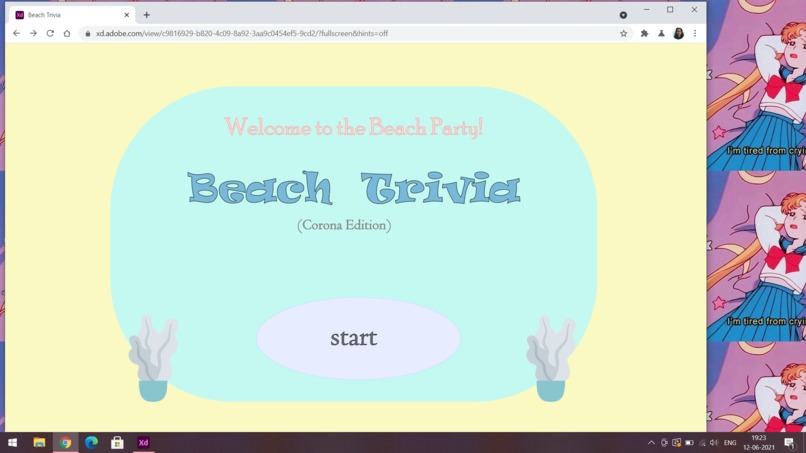 Beach Trivia
xd.adobe.com/view/c9816929-b820-4c09-8a92-3aa9c0454ef5-9cd2/?fullscreen&hints=off
Welcome to the Beach Party!
Beach Trivia
(Corona Edition)
start
I'm tired from cryi
I'm tired from cryi
Xd
Xd
ENG
19:23
12-06-2021